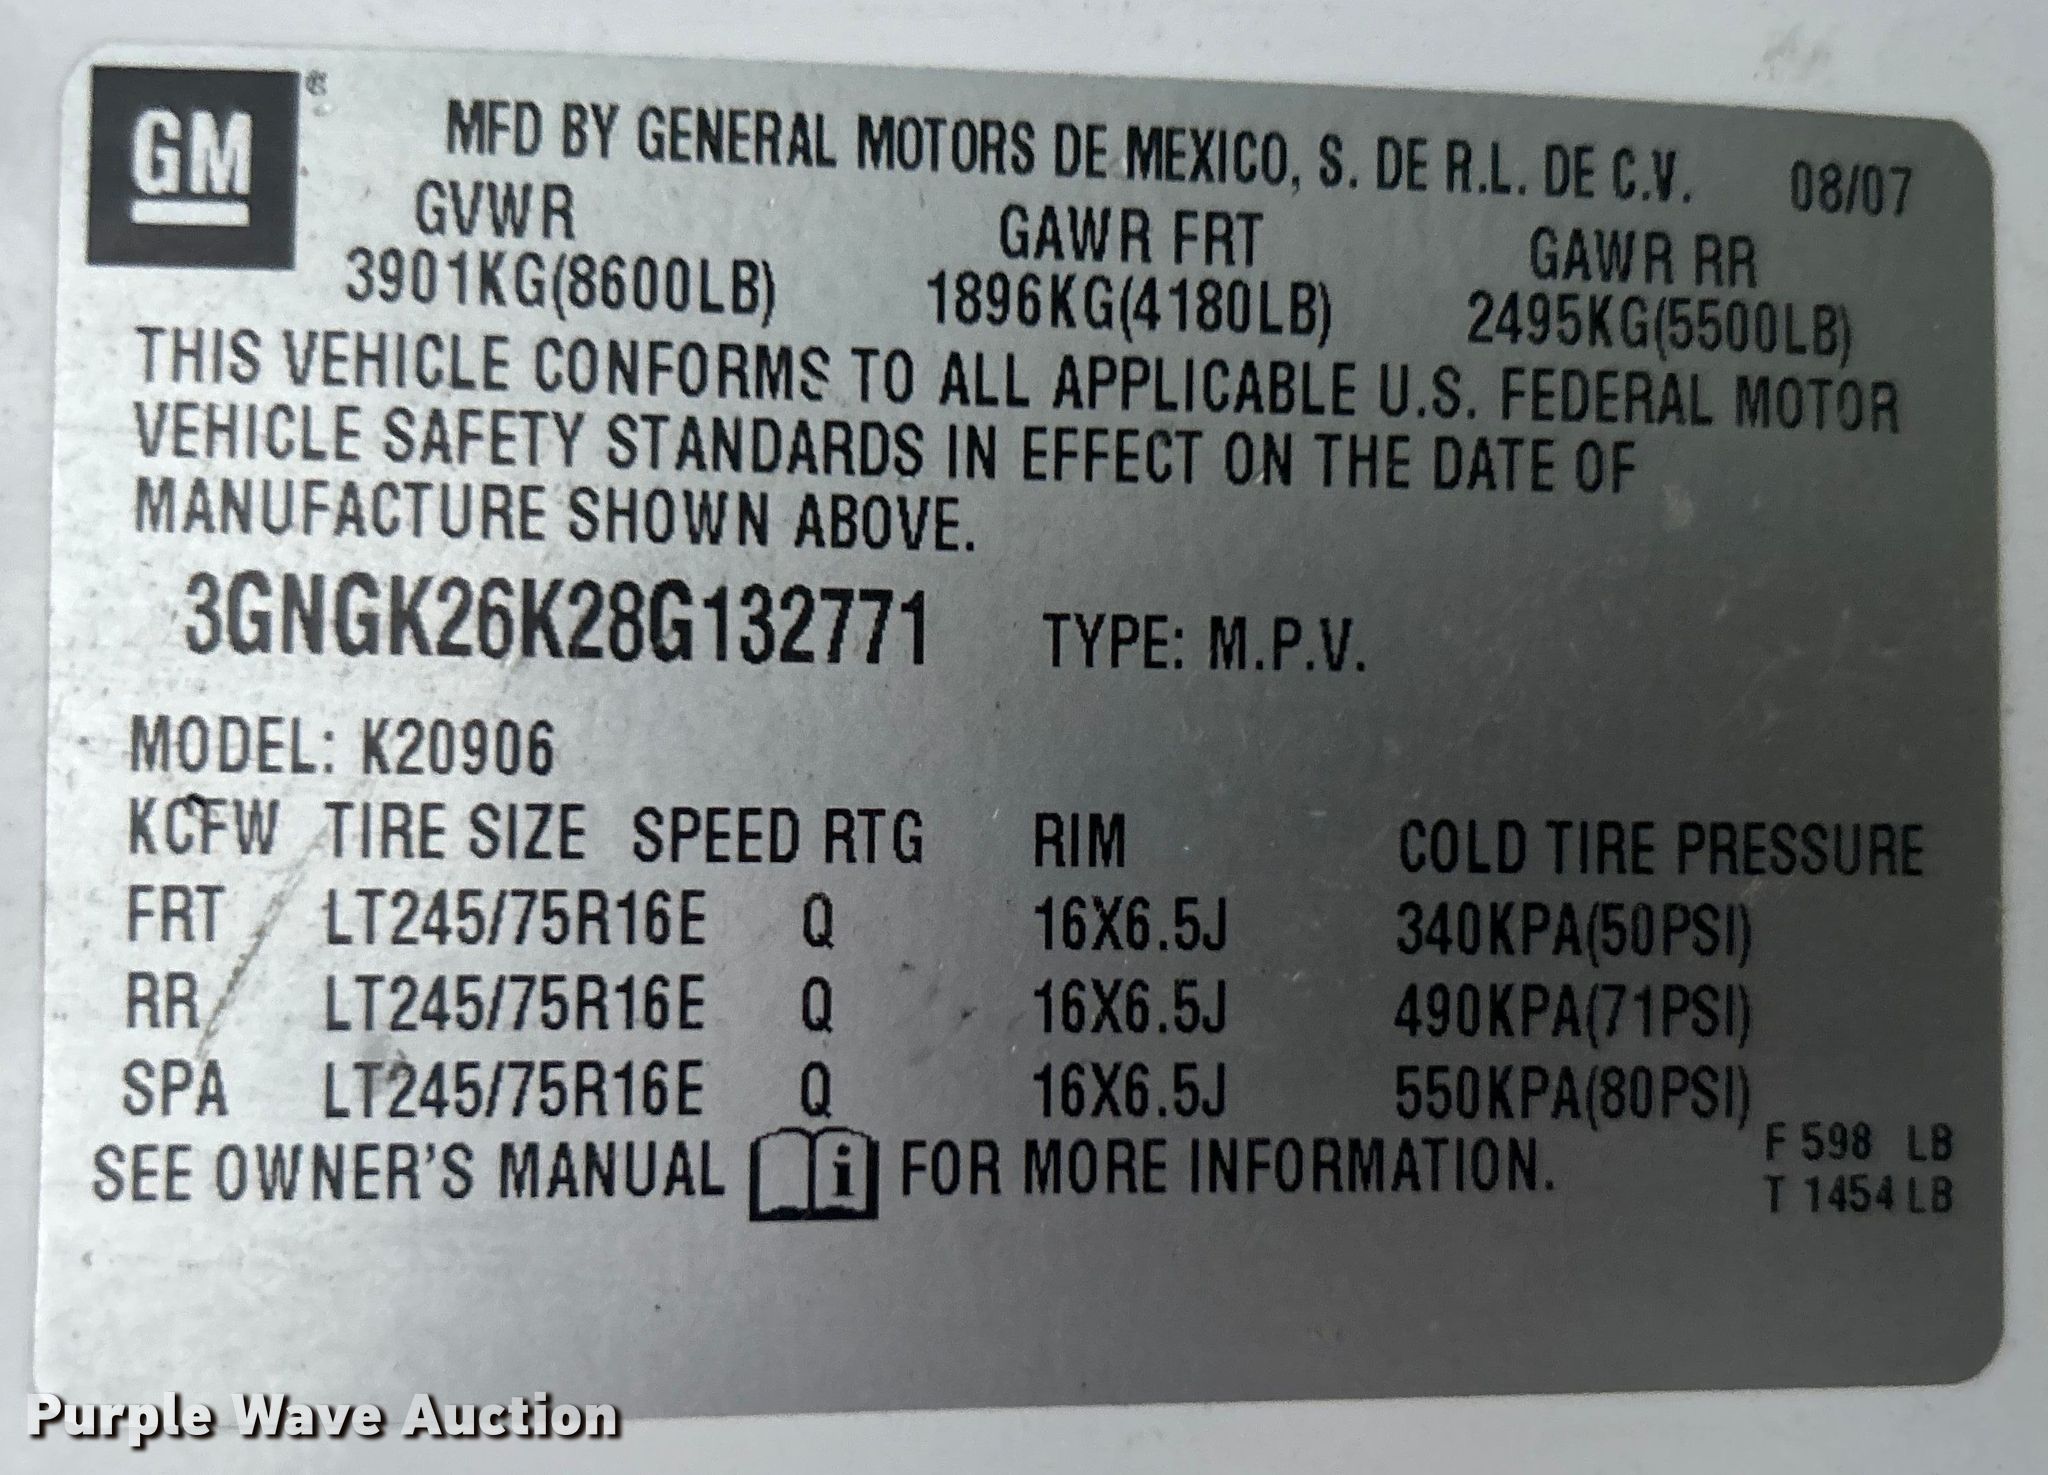 GM®
MFD BY GENERAL MOTORS DE MEXICO, S. DE R.L. DE C.V. 08/07
GVWR GAWR FRT GAWR RR
3901KG(8600LB) 1896KG(4180LB) 2495KG(5500LB)
THIS VEHICLE CONFORMS TO ALL APPLICABLE U.S. FEDERAL MOTOR
VEHICLE SAFETY STANDARDS IN EFFECT ON THE DATE OF
MANUFACTURE SHOWN ABOVE.
3GNGK26K28G132771 TYPE: M.P.V.
MODEL: K20906
KCFW TIRE SIZE SPEED RTG RIM COLD TIRE PRESSURE
FRT LT245/75R16E Q 16X6.5J 340KPA(50PSI)
RR LT245/75R16E Q 16X6.5J 490KPA(71PSI)
SPA LT245/75R16E Q 16X6.5J 550KPA(80PSI)
SEE OWNER'S MANUAL i FOR MORE INFORMATION.
F 598 LB
T 1454 LB
Purple Wave Auction